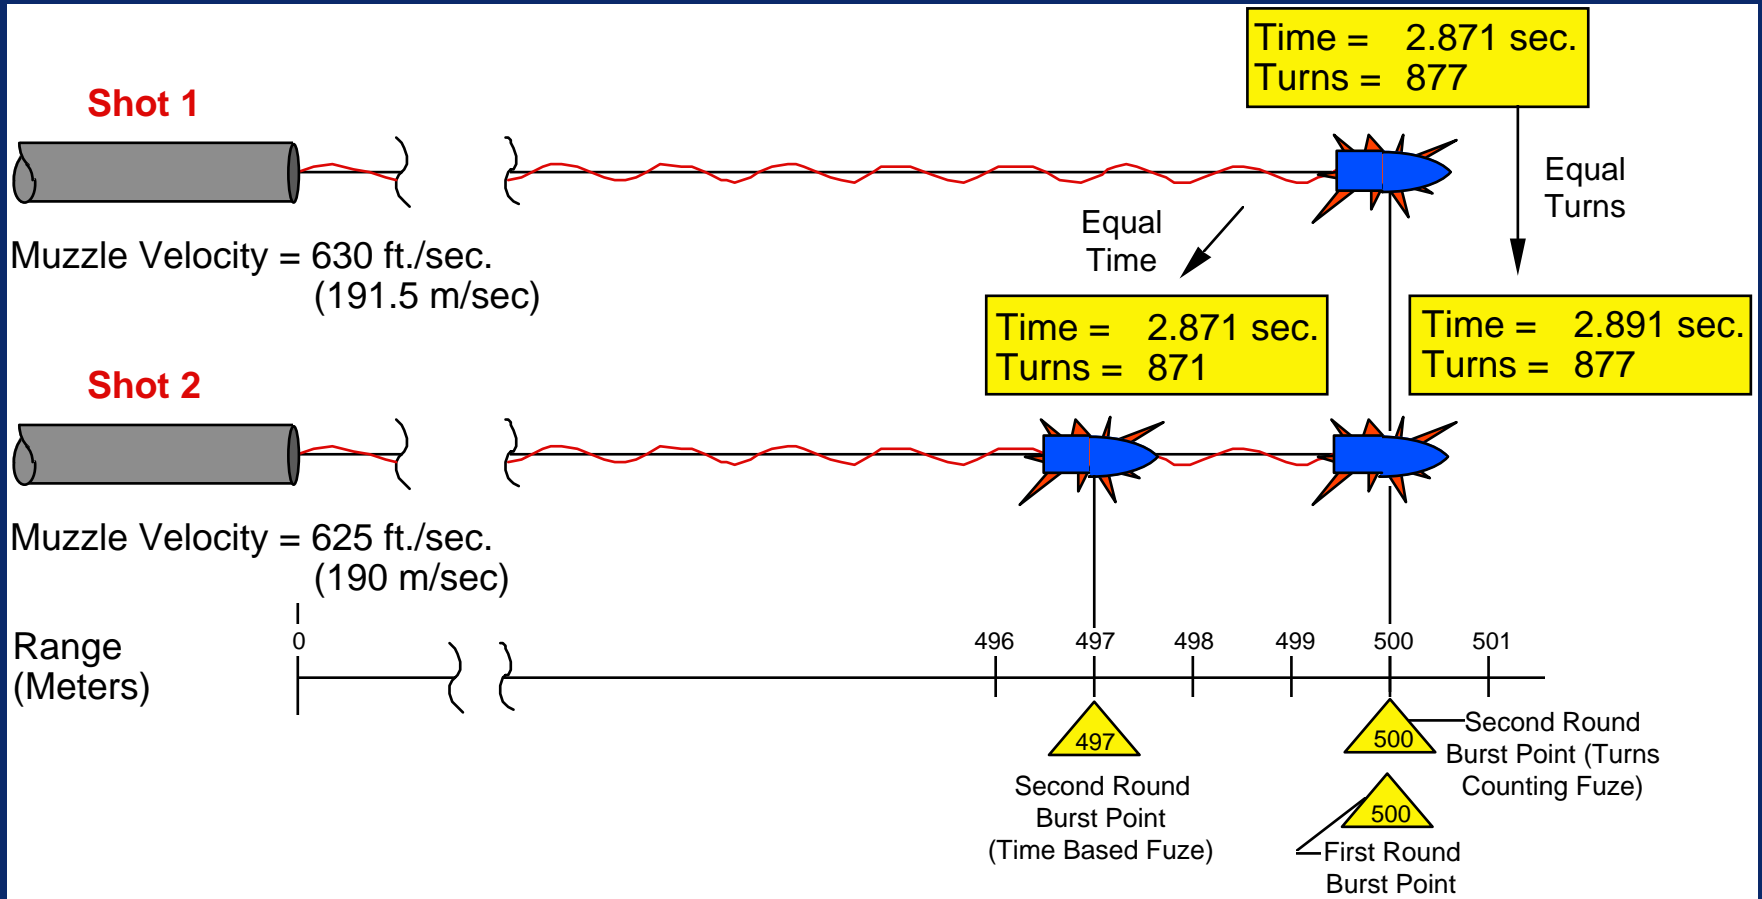 Time = 2.871 sec.
Turns = 877
Shot 1
Equal
Turns
Equal
Time
Muzzle Velocity = 630 ft./sec.
(191.5 m/sec)
Time = 2.871 sec.
Turns = 871
Time = 2.891 sec.
Turns = 877
Shot 2
Muzzle Velocity = 625 ft./sec.
(190 m/sec)
Range
(Meters)
0
496
497
498
499
500
501
497
500
Second Round
Burst Point (Turns
Counting Fuze)
Second Round
Burst Point
(Time Based Fuze)
500
First Round
Burst Point